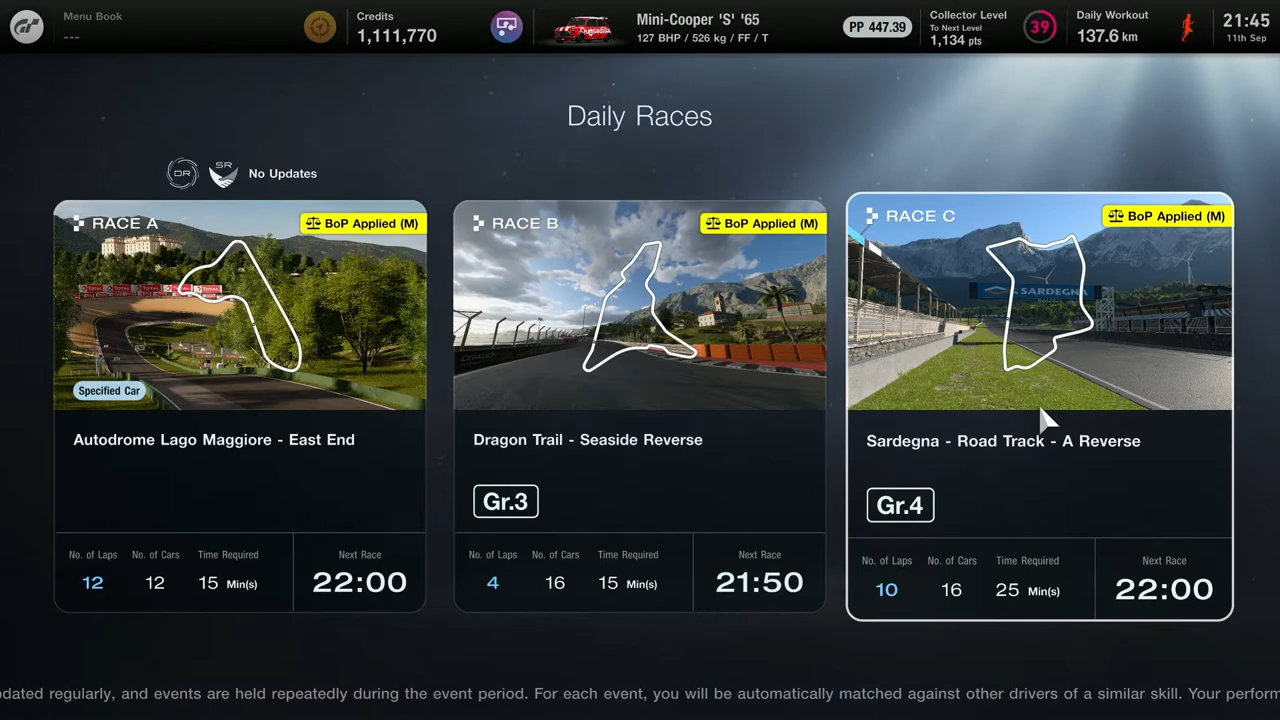 Menu Book
---
Credits
1,111,770
Mini-Cooper 'S' '65
127 BHP / 526 kg / FF / T
PP 447.39
Collector Level
To Next Level
1,134 pts
39
Daily Workout
137.6 km
21:45
11th Sep
Daily Races
DR
SR
No Updates
RACE A
BoP Applied (M)
TOTAL TOTAL TOTAL TOTAL
Specified Car
Autodrome Lago Maggiore - East End
No. of Laps
No. of Cars
Time Required
Next Race
12
12
15 Min(s)
22:00
RACE B
BoP Applied (M)
DRAGON
Dragon Trail - Seaside Reverse
Gr.3
No. of Laps
No. of Cars
Time Required
Next Race
4
16
15 Min(s)
21:50
RACE C
BoP Applied (M)
SARDEGNA
Sardegna - Road Track - A Reverse
Gr.4
No. of Laps
No. of Cars
Time Required
Next Race
10
16
25 Min(s)
22:00
pdated regularly, and events are held repeatedly during the event period. For each event, you will be automatically matched against other drivers of a similar skill. Your perform